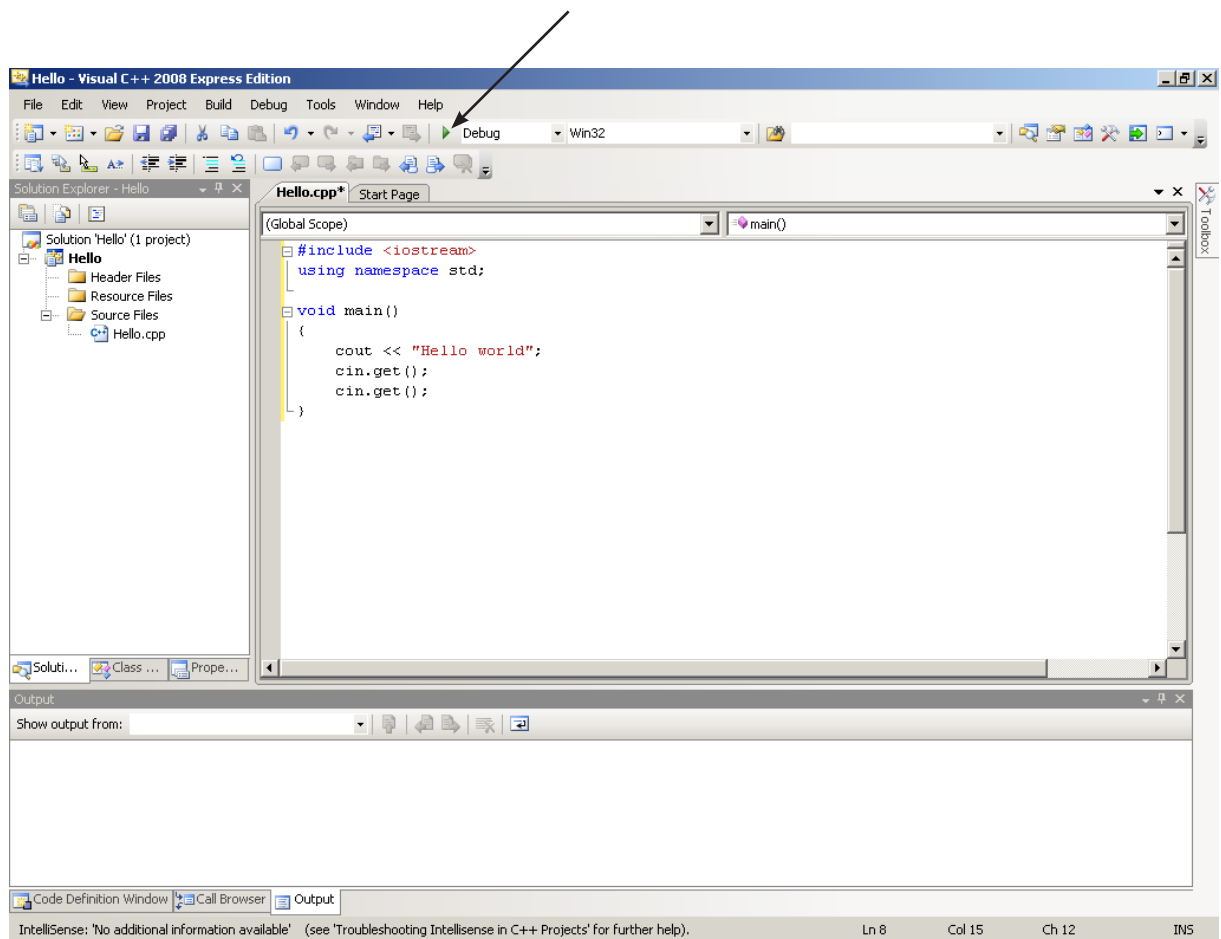 Hello - Visual C++ 2008 Express Edition
File Edit View Project Build Debug Tools Window Help
Debug Win32
Solution Explorer - Hello
Hello.cpp* Start Page
Toolbox
(Global Scope) main()
Solution 'Hello' (1 project)
Hello
Header Files
Resource Files
Source Files
Hello.cpp
#include <iostream>
using namespace std;
void main()
{
cout << "Hello world";
cin.get();
cin.get();
}
Soluti... Class ... Prope...
Output
Show output from:
Code Definition Window Call Browser Output
IntelliSense: 'No additional information available' (see 'Troubleshooting Intellisense in C++ Projects' for further help). Ln 8 Col 15 Ch 12 INS